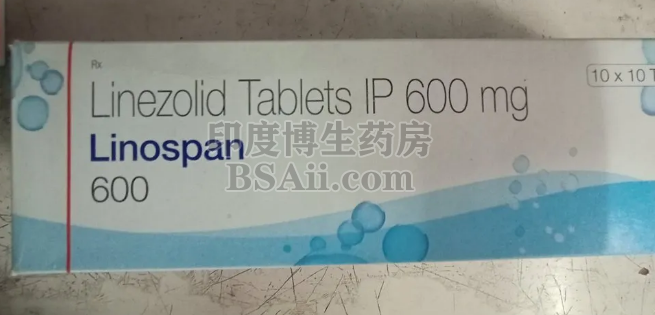 Rx
Linezolid Tablets IP 600 mg
10 x 10 T
Linospan
600
印度博生药房
BSAii.com